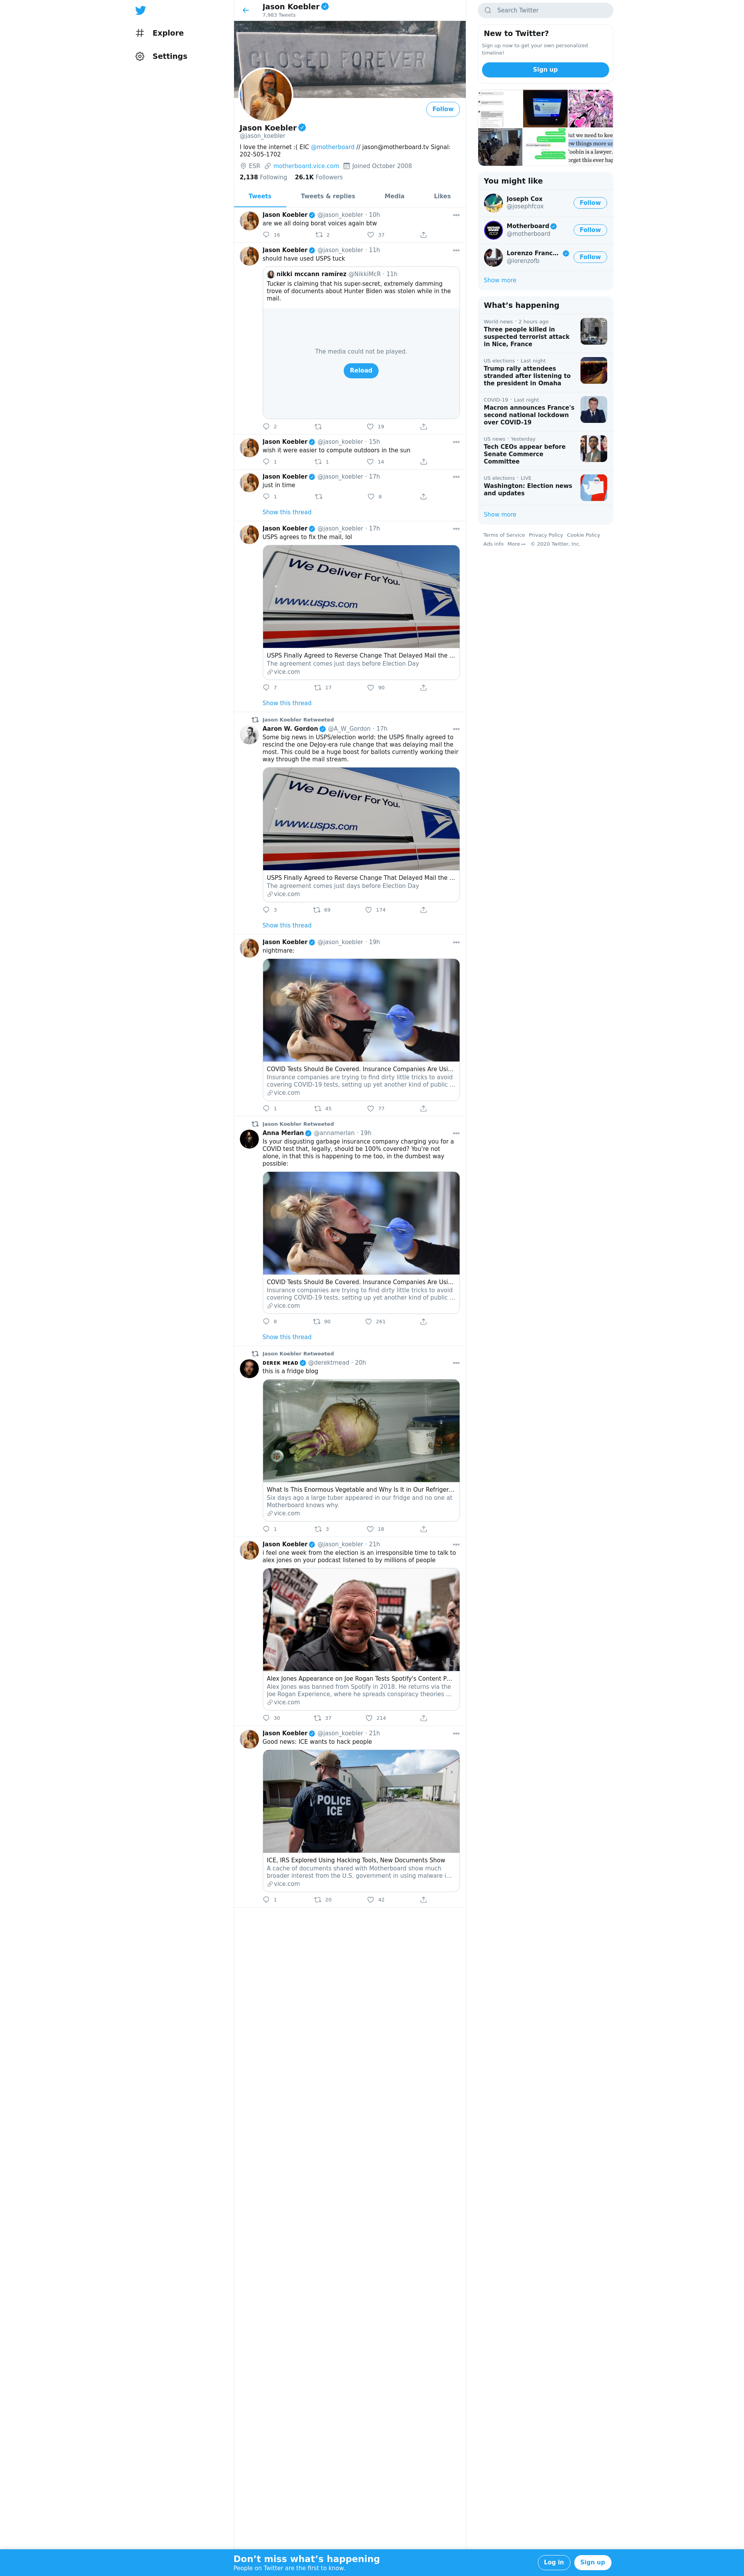 Explore
Settings
Jason Koebler
7,983 Tweets
CLOSED FOREVER
Follow
Jason Koebler
@jason_koebler
I love the internet :( EIC @motherboard // jason@motherboard.tv Signal:
202-505-1702
ESR motherboard.vice.com Joined October 2008
2,138 Following 26.1K Followers
Tweets Tweets & replies Media Likes
Jason Koebler @jason_koebler · 10h
are we all doing borat voices again btw
16 2 37
Jason Koebler @jason_koebler · 11h
should have used USPS tuck
nikki mccann ramírez @NikkiMcR · 11h
Tucker is claiming that his super-secret, extremely damming
trove of documents about Hunter Biden was stolen while in the
mail.
The media could not be played.
Reload
2 19
Jason Koebler @jason_koebler · 15h
wish it were easier to compute outdoors in the sun
1 1 14
Jason Koebler @jason_koebler · 17h
just in time
1 8
Show this thread
Jason Koebler @jason_koebler · 17h
USPS agrees to fix the mail, lol
We Deliver For You.
www.usps.com
USPS Finally Agreed to Reverse Change That Delayed Mail the ...
The agreement comes just days before Election Day
vice.com
7 17 90
Show this thread
Jason Koebler Retweeted
Aaron W. Gordon @A_W_Gordon · 17h
Some big news in USPS/election world: the USPS finally agreed to
rescind the one DeJoy-era rule change that was delaying mail the
most. This could be a huge boost for ballots currently working their
way through the mail stream.
We Deliver For You.
www.usps.com
USPS Finally Agreed to Reverse Change That Delayed Mail the ...
The agreement comes just days before Election Day
vice.com
3 69 174
Show this thread
Jason Koebler @jason_koebler · 19h
nightmare:
COVID Tests Should Be Covered. Insurance Companies Are Usi...
Insurance companies are trying to find dirty little tricks to avoid
covering COVID-19 tests, setting up yet another kind of public ...
vice.com
1 45 77
Jason Koebler Retweeted
Anna Merlan @annamerlan · 19h
Is your disgusting garbage insurance company charging you for a
COVID test that, legally, should be 100% covered? You're not
alone, in that this is happening to me too, in the dumbest way
possible:
COVID Tests Should Be Covered. Insurance Companies Are Usi...
Insurance companies are trying to find dirty little tricks to avoid
covering COVID-19 tests, setting up yet another kind of public ...
vice.com
8 90 261
Show this thread
Jason Koebler Retweeted
DEREK MEAD @derektmead · 20h
this is a fridge blog
What Is This Enormous Vegetable and Why Is It in Our Refriger...
Six days ago a large tuber appeared in our fridge and no one at
Motherboard knows why.
vice.com
1 3 18
Jason Koebler @jason_koebler · 21h
i feel one week from the election is an irresponsible time to talk to
alex jones on your podcast listened to by millions of people
Alex Jones Appearance on Joe Rogan Tests Spotify's Content P...
Alex Jones was banned from Spotify in 2018. He returns via the
Joe Rogan Experience, where he spreads conspiracy theories ...
vice.com
30 37 214
Jason Koebler @jason_koebler · 21h
Good news: ICE wants to hack people
POLICE
ICE
ICE, IRS Explored Using Hacking Tools, New Documents Show
A cache of documents shared with Motherboard show much
broader interest from the U.S. government in using malware i...
vice.com
1 20 42
Search Twitter
New to Twitter?
Sign up now to get your own personalized
timeline!
Sign up
You might like
Joseph Cox
@josephfcox
Follow
Motherboard
@motherboard
Follow
Lorenzo Franc...
@lorenzofb
Follow
Show more
What's happening
World news · 2 hours ago
Three people killed in
suspected terrorist attack
in Nice, France
US elections · Last night
Trump rally attendees
stranded after listening to
the president in Omaha
COVID-19 · Last night
Macron announces France's
second national lockdown
over COVID-19
US news · Yesterday
Tech CEOs appear before
Senate Commerce
Committee
US elections · LIVE
Washington: Election news
and updates
Show more
Terms of Service Privacy Policy Cookie Policy
Ads info More © 2020 Twitter, Inc.
Don't miss what's happening
People on Twitter are the first to know.
Log in
Sign up